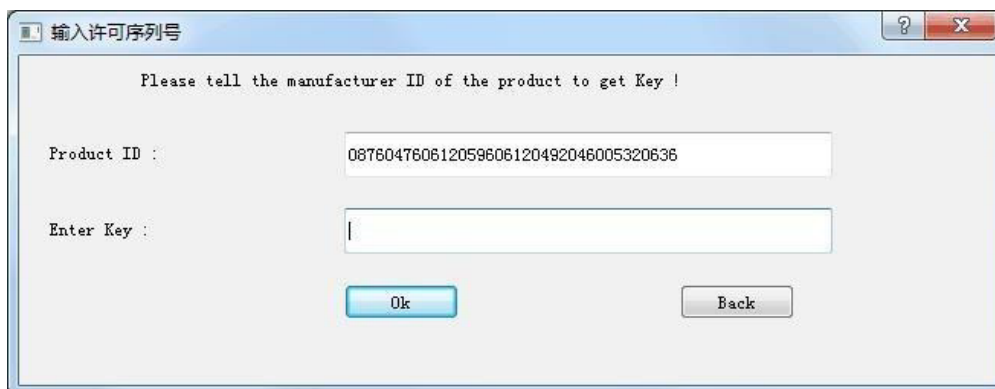 输入许可序列号
Please tell the manufacturer ID of the product to get Key !
Product ID :
087604760612059606120492046005320636
Enter Key :
Ok
Back